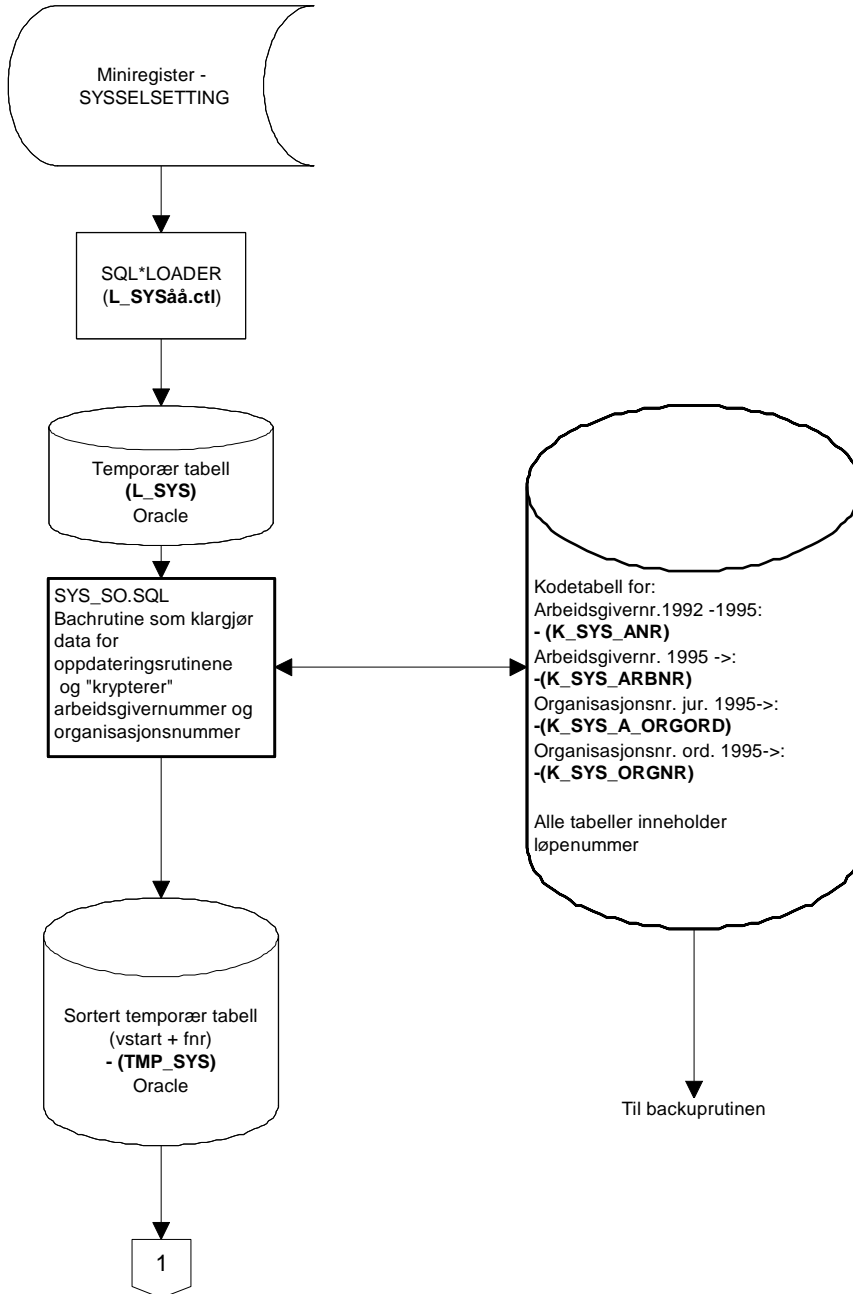 Miniregister -
SYSSELSETTING
SQL*LOADER
(L_SYSåå.ctl)
Temporær tabell
(L_SYS)
Oracle
SYS_SO.SQL
Bachrutine som klargjør
data for
oppdateringsrutinene
og "krypterer"
arbeidsgivernummer og
organisasjonsnummer
Kodetabell for:
Arbeidsgivernr.1992 -1995:
- (K_SYS_ANR)
Arbeidsgivernr. 1995 ->:
-(K_SYS_ARBNR)
Organisasjonsnr. jur. 1995->:
-(K_SYS_A_ORGORD)
Organisasjonsnr. ord. 1995->:
-(K_SYS_ORGNR)
Alle tabeller inneholder
løpenummer
Sortert temporær tabell
(vstart + fnr)
- (TMP_SYS)
Oracle
Til backuprutinen
1